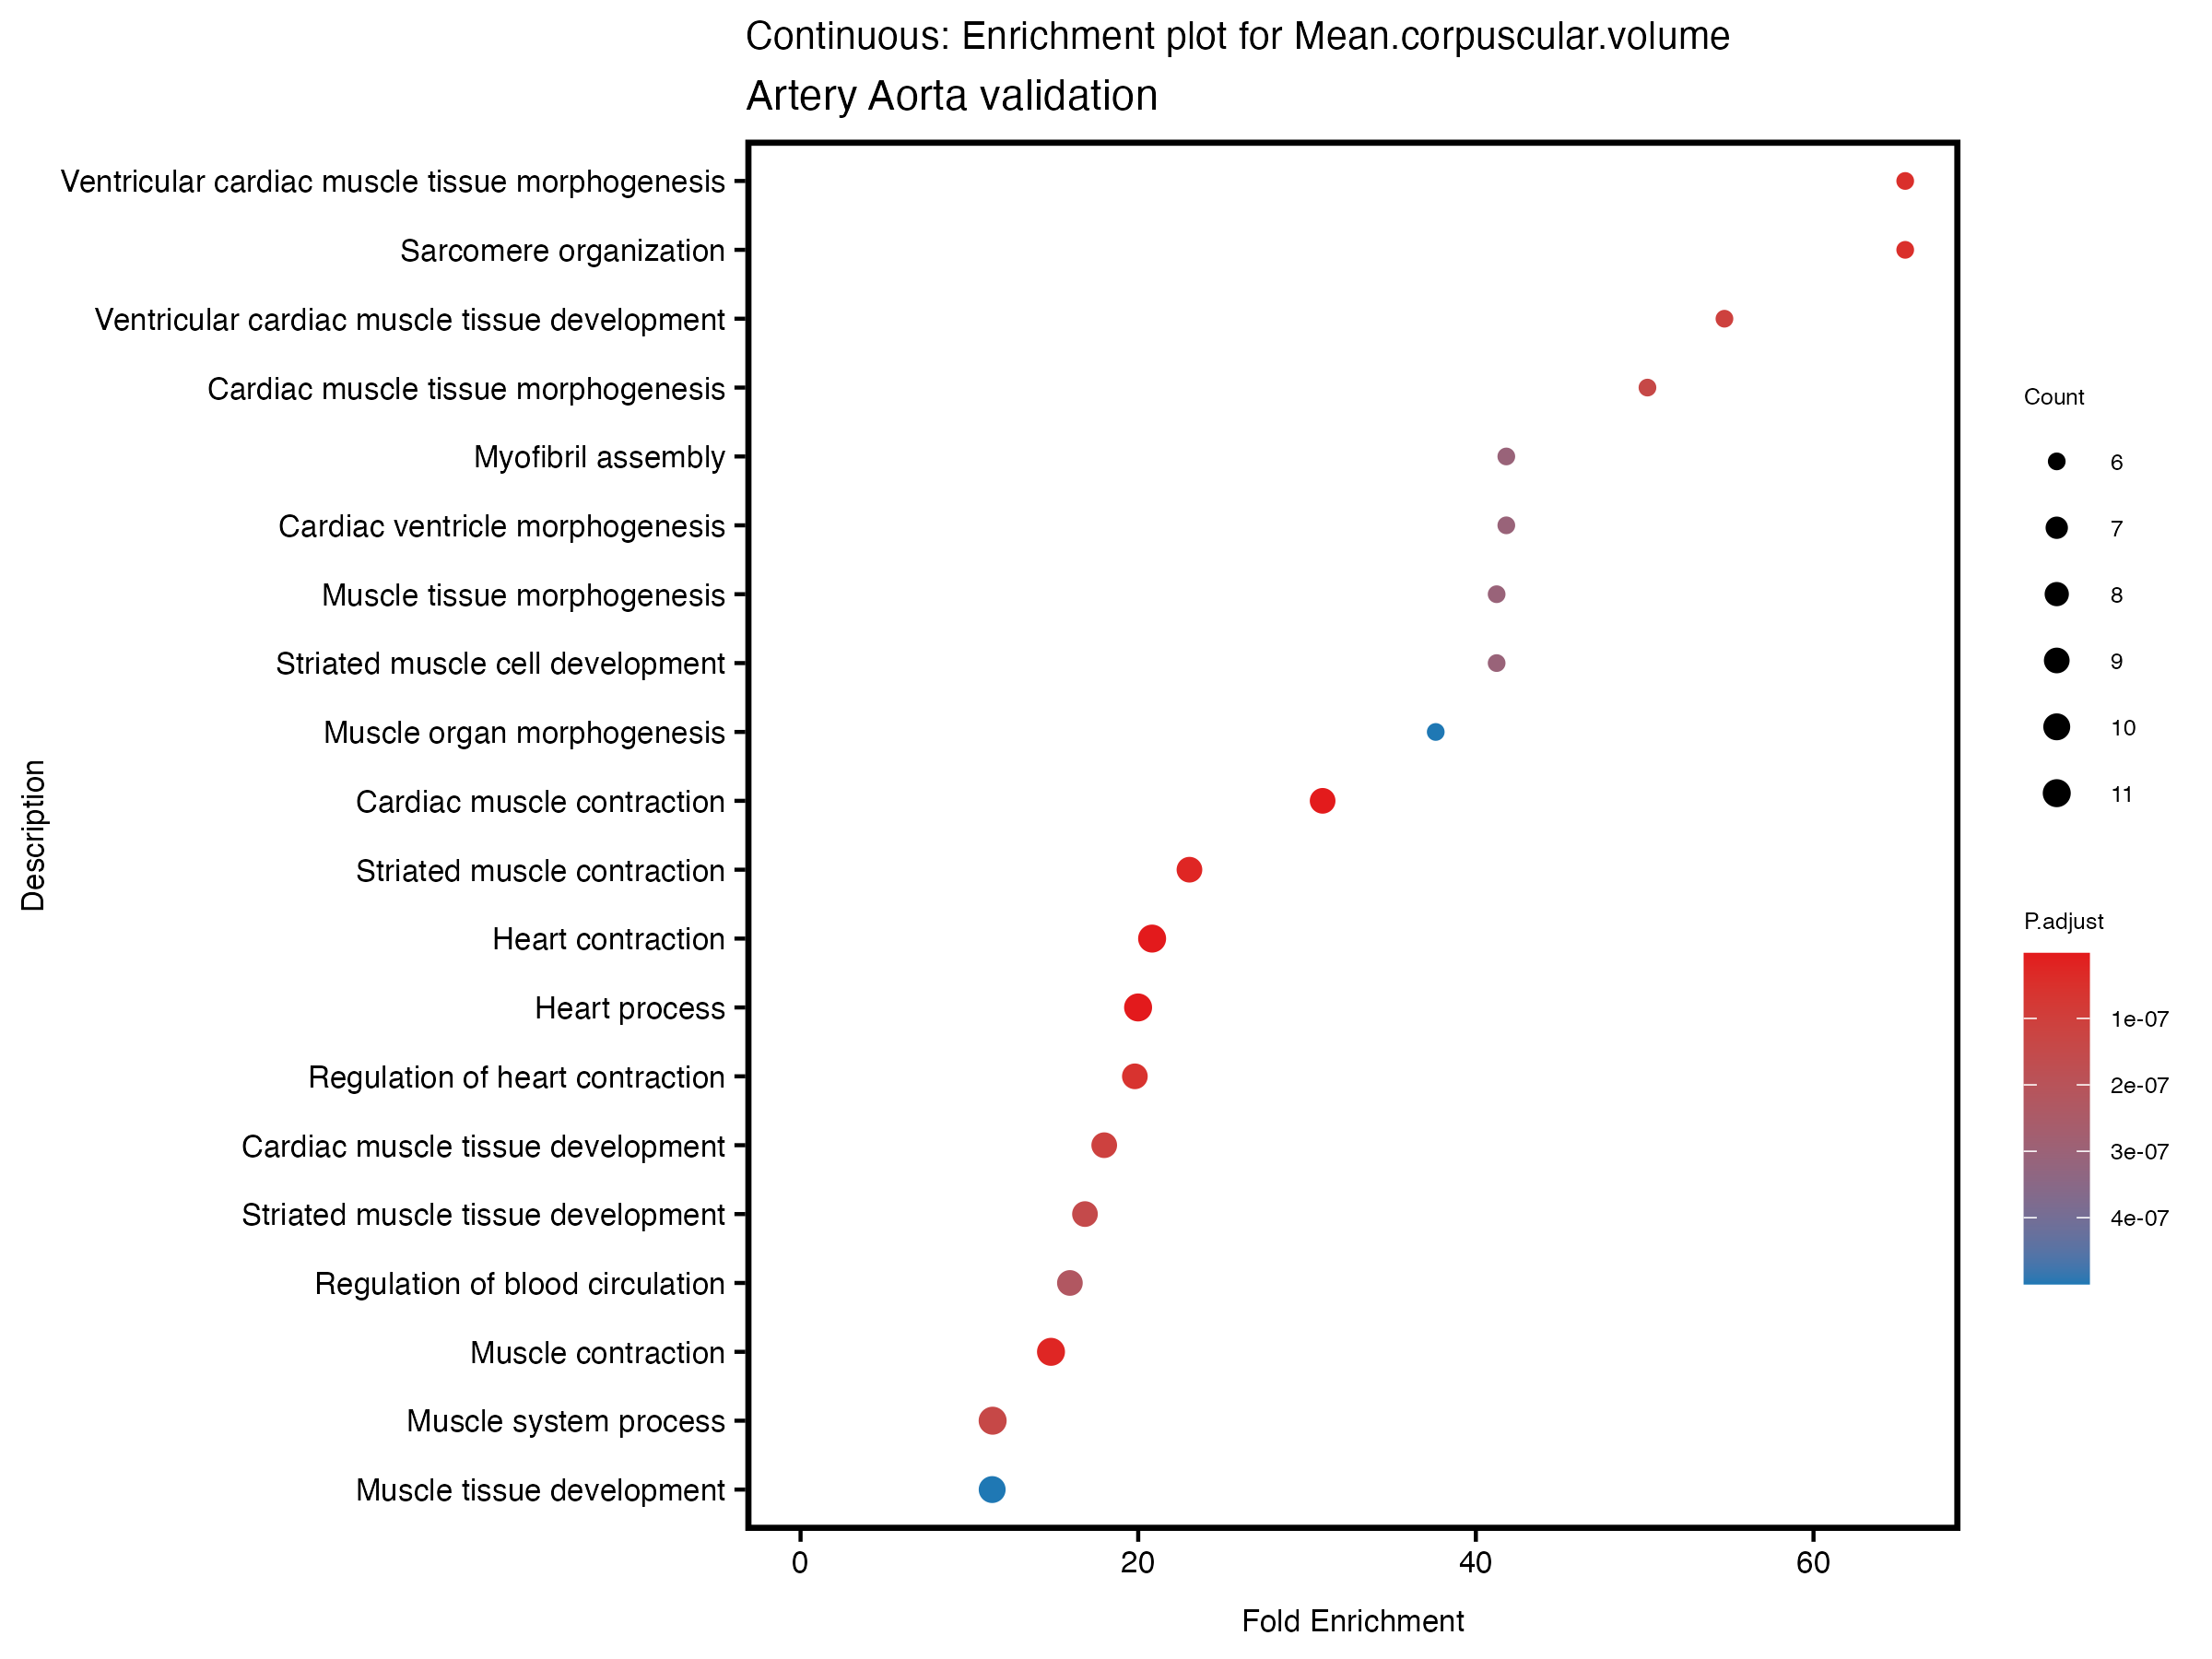 Continuous: Enrichment plot for Mean.corpuscular.volume
Artery Aorta validation
Ventricular cardiac muscle tissue morphogenesis
Sarcomere organization
Ventricular cardiac muscle tissue development
Cardiac muscle tissue morphogenesis
Myofibril assembly
Cardiac ventricle morphogenesis
Muscle tissue morphogenesis
Striated muscle cell development
Muscle organ morphogenesis
Cardiac muscle contraction
Striated muscle contraction
Heart contraction
Heart process
Regulation of heart contraction
Cardiac muscle tissue development
Striated muscle tissue development
Regulation of blood circulation
Muscle contraction
Muscle system process
Muscle tissue development
Description
0 20 40 60
Fold Enrichment
Count
6
7
8
9
10
11
P.adjust
1e-07
2e-07
3e-07
4e-07